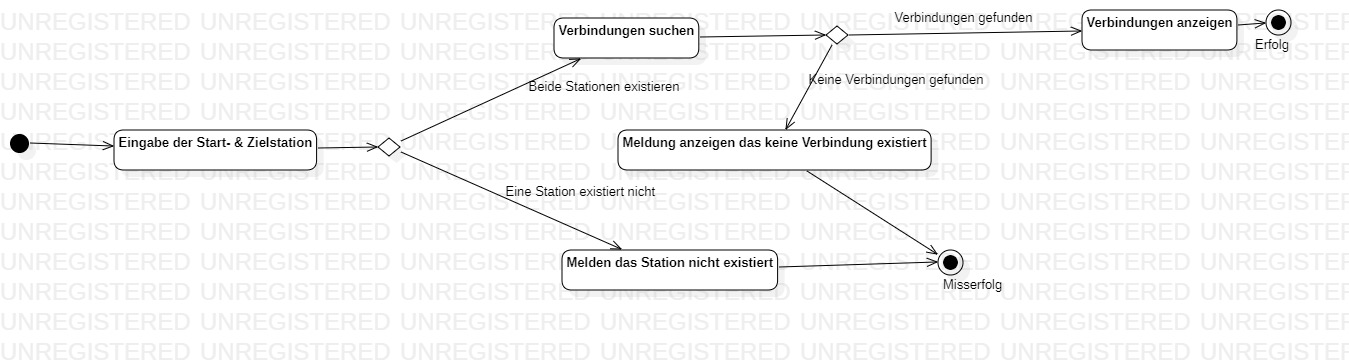 Verbindungen suchen
Verbindungen gefunden
Verbindungen anzeigen
Erfolg
Beide Stationen existieren
Keine Verbindungen gefunden
Eingabe der Start- & Zielstation
Meldung anzeigen das keine Verbindung existiert
Eine Station existiert nicht
Melden das Station nicht existiert
Misserfolg
UNREGISTERED UNREGISTERED UNREGISTERED UNREGISTERED UNREGISTERED UNREGISTERED UNREGISTERED